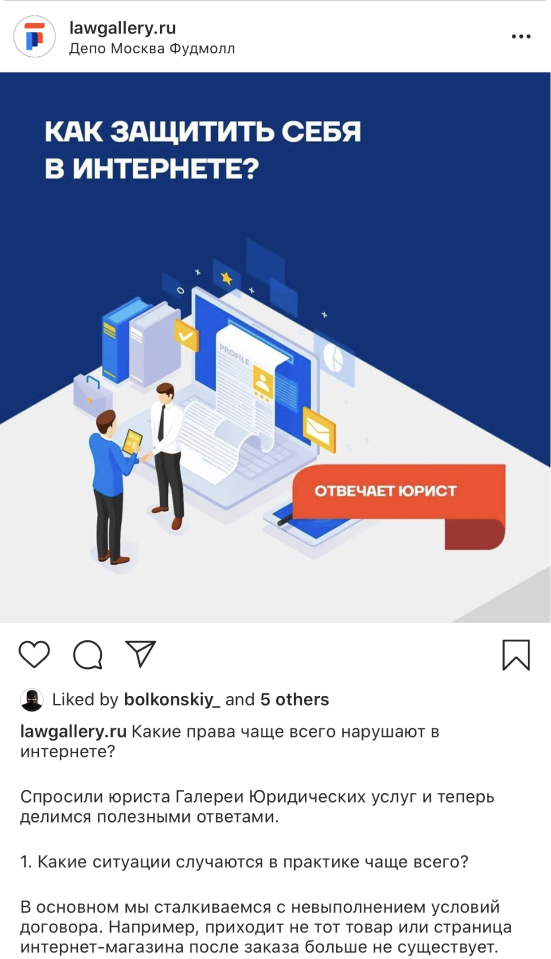 lawgallery.ru
Депо Москва Фудмолл
КАК ЗАЩИТИТЬ СЕБЯ
В ИНТЕРНЕТЕ?
PROFILE
ОТВЕЧАЕТ ЮРИСТ
Liked by bolkonskiy_ and 5 others
lawgallery.ru Какие права чаще всего нарушают в
интернете?
Спросили юриста Галереи Юридических услуг и теперь
делимся полезными ответами.
1. Какие ситуации случаются в практике чаще всего?
В основном мы сталкиваемся с невыполнением условий
договора. Например, приходит не тот товар или страница
интернет-магазина после заказа больше не существует.